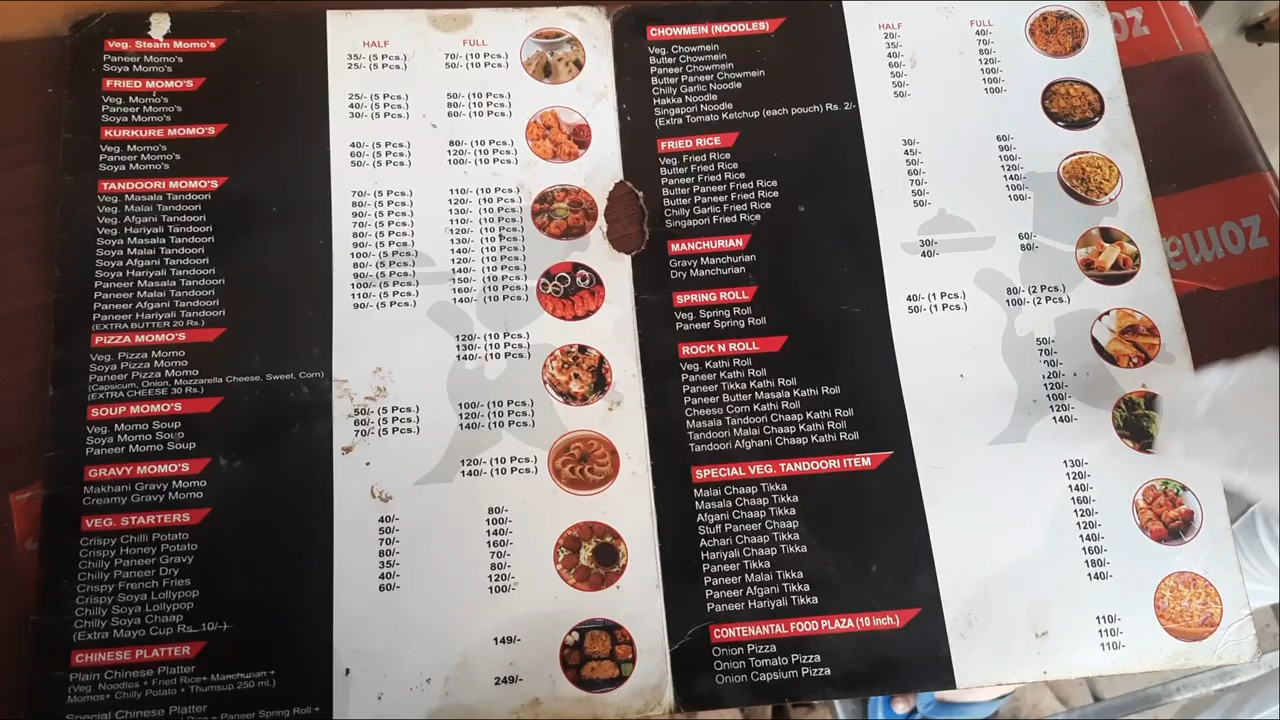 Veg. Steam Momo's
Paneer Momo's
Soya Momo's
FRIED MOMO'S
Veg. Momo's
Paneer Momo's
Soya Momo's
KURKURE MOMO'S
Veg. Momo's
Paneer Momo's
Soya Momo's
TANDOORI MOMO'S
Veg. Masala Tandoori
Veg. Malai Tandoori
Veg. Afgani Tandoori
Veg. Hariyali Tandoori
Soya Masala Tandoori
Soya Malai Tandoori
Soya Afgani Tandoori
Soya Hariyali Tandoori
Paneer Masala Tandoori
Paneer Malai Tandoori
Paneer Afgani Tandoori
Paneer Hariyali Tandoori
(EXTRA BUTTER 20 Rs.)
PIZZA MOMO'S
Veg. Pizza Momo
Soya Pizza Momo
Paneer Pizza Momo
(Capsicum, Onion, Mozzarella Cheese, Sweet, Corn)
(EXTRA CHEESE 30 Rs.)
SOUP MOMO'S
Veg. Momo Soup
Soya Momo Soup
Paneer Momo Soup
GRAVY MOMO'S
Makhani Gravy Momo
Creamy Gravy Momo
VEG. STARTERS
Crispy Chilli Potato
Crispy Honey Potato
Chilly Paneer Gravy
Chilly Paneer Dry
Crispy French Fries
Crispy Soya Lollypop
Chilly Soya Lollypop
Chilly Soya Chaap
(Extra Mayo Cup Rs. 10/-)
CHINESE PLATTER
Plain Chinese Platter
(Veg. Noodles + Fried Rice+ Manchurian +
Momos+ Chilly Potato + Thumsup 250 ml.)
Special Chinese Platter
+ Paneer Spring Roll +
HALF FULL
35/- (5 Pcs.) 70/- (10 Pcs.)
25/- (5 Pcs.) 50/- (10 Pcs.)
25/- (5 Pcs.) 50/- (10 Pcs.)
40/- (5 Pcs.) 80/- (10 Pcs.)
30/- (5 Pcs.) 60/- (10 Pcs.)
40/- (5 Pcs.) 80/- (10 Pcs.)
60/- (5 Pcs.) 120/- (10 Pcs.)
50/- (5 Pcs.) 100/- (10 Pcs.)
70/- (5 Pcs.) 110/- (10 Pcs.)
80/- (5 Pcs.) 120/- (10 Pcs.)
90/- (5 Pcs.) 130/- (10 Pcs.)
70/- (5 Pcs.) 110/- (10 Pcs.)
80/- (5 Pcs.) 120/- (10 Pcs.)
90/- (5 Pcs.) 130/- (10 Pcs.)
100/- (5 Pcs.) 140/- (10 Pcs.)
80/- (5 Pcs.) 120/- (10 Pcs.)
90/- (5 Pcs.) 140/- (10 Pcs.)
100/- (5 Pcs.) 150/- (10 Pcs.)
110/- (5 Pcs.) 160/- (10 Pcs.)
90/- (5 Pcs.) 140/- (10 Pcs.)
120/- (10 Pcs.)
130/- (10 Pcs.)
140/- (10 Pcs.)
50/- (5 Pcs.) 100/- (10 Pcs.)
60/- (5 Pcs.) 120/- (10 Pcs.)
70/- (5 Pcs.) 140/- (10 Pcs.)
120/- (10 Pcs.)
140/- (10 Pcs.)
40/- 80/-
50/- 100/-
70/- 140/-
80/- 160/-
35/- 70/-
40/- 120/-
60/- 100/-
149/-
249/-
CHOWMEIN (NOODLES)
Veg. Chowmein
Butter Chowmein
Paneer Chowmein
Butter Paneer Chowmein
Chilly Garlic Noodle
Hakka Noodle
Singapori Noodle
(Extra Tomato Ketchup (each pouch) Rs. 2/-
FRIED RICE
Veg. Fried RIce
Butter Fried Rice
Paneer Fried Rice
Butter Paneer Fried Rice
Butter Paneer Fried Rice
Chilly Garlic Fried Rice
Singapri Fried Rice
MANCHURIAN
Gravy Manchurian
Dry Manchurian
SPRING ROLL
Veg. Spring Roll
Paneer Spring Roll
ROCK N ROLL
Veg. Kathi Roll
Paneer Kathi Roll
Paneer Tikka Kathi Roll
Paneer Butter Masala Kathi Roll
Cheese Corn Kathi Roll
Masala Tandoori Chaap Kathi Roll
Tandoori Malai Chaap Kathi Roll
Tandoori Afghani Chaap Kathi Roll
SPECIAL VEG. TANDOORI ITEM
Malai Chaap Tikka
Masala Chaap Tikka
Afgani Chaap Tikka
Stuff Paneer Chaap
Achari Chaap Tikka
Hariyali Chaap Tikka
Paneer Tikka
Paneer Malai Tikka
Paneer Afgani Tikka
Paneer Hariyali Tikka
CONTENANTAL FOOD PLAZA (10 inch.)
Onion Pizza
Onion Tomato Pizza
Onion Capsium Pizza
HALF FULL
20/- 40/-
35/- 70/-
40/- 80/-
60/- 120/-
50/- 100/-
50/- 100/-
50/- 100/-
30/- 60/-
45/- 90/-
50/- 100/-
60/- 120/-
70/- 140/-
50/- 100/-
50/- 100/-
30/- 60/-
40/- 80/-
40/- (1 Pcs.) 80/- (2 Pcs.)
50/- (1 Pcs.) 100/- (2 Pcs.)
50/-
70/-
120/-
120/-
100/-
120/-
140/-
130/-
120/-
140/-
160/-
120/-
120/-
140/-
160/-
180/-
140/-
110/-
110/-
110/-
zomato